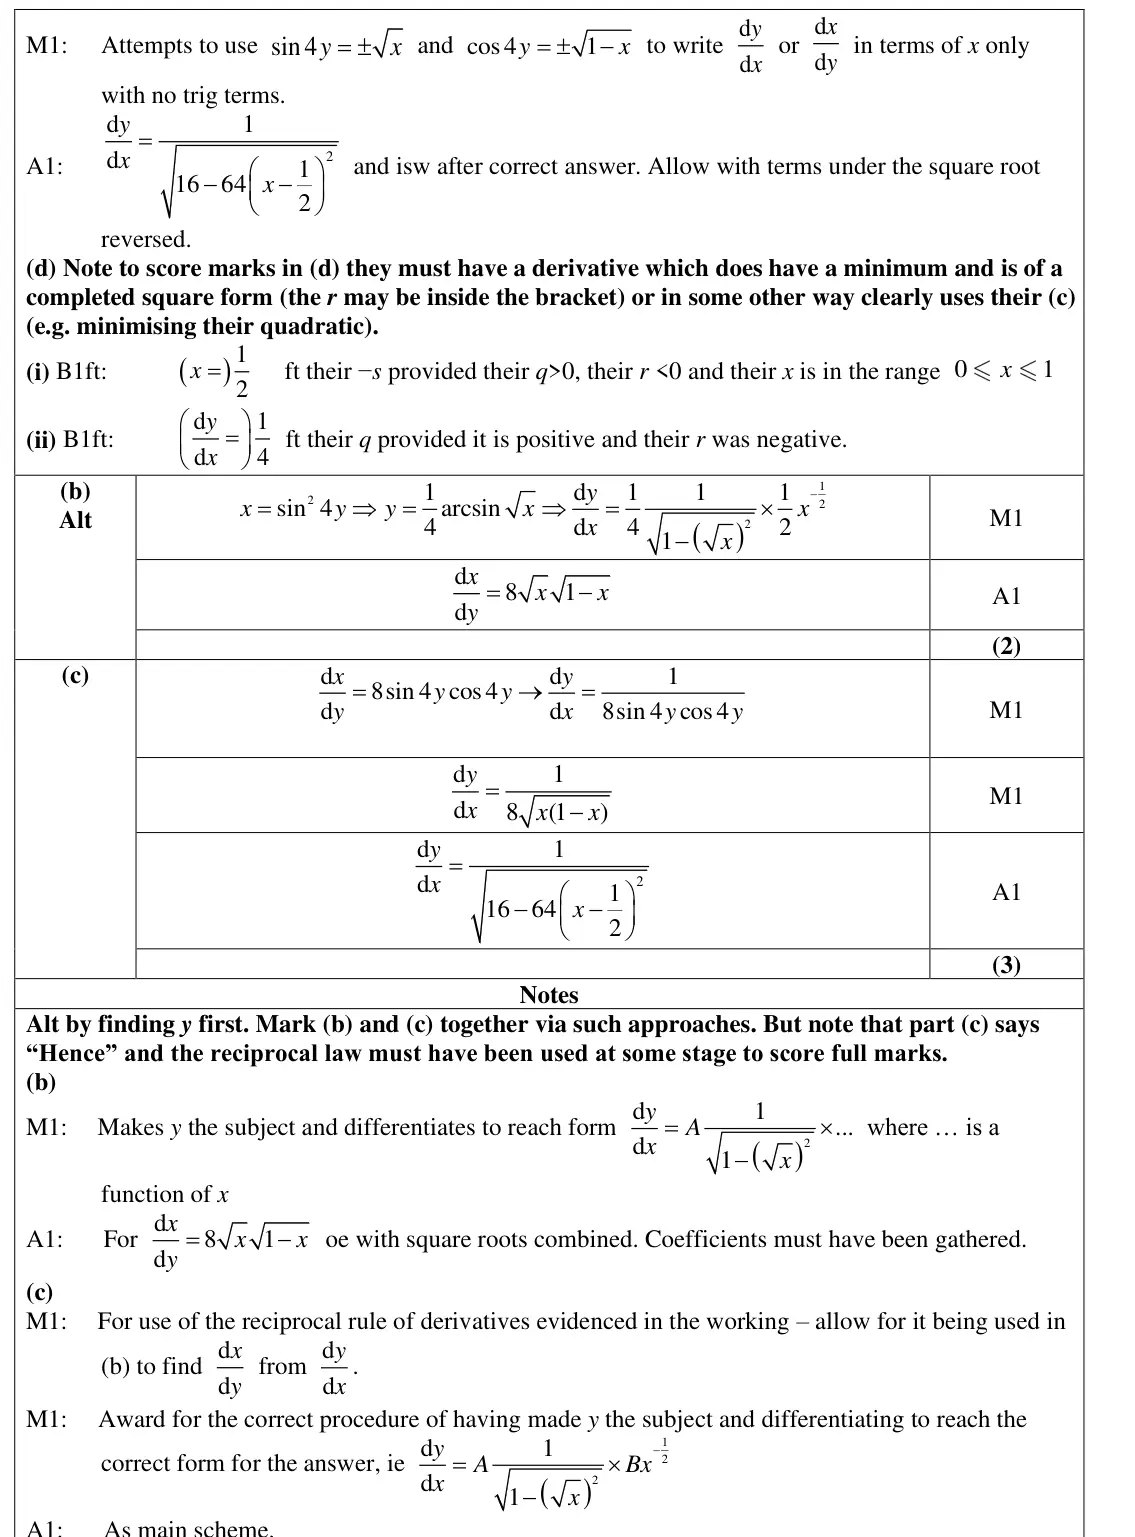 M1: Attempts to use sin 4y = ±√x and cos 4y = ±√(1 − x) to write dy/dx or dx/dy in terms of x only
with no trig terms.
A1: dy/dx = 1/√(16 − 64(x − 1/2)²) and isw after correct answer. Allow with terms under the square root
reversed.
(d) Note to score marks in (d) they must have a derivative which does have a minimum and is of a
completed square form (the r may be inside the bracket) or in some other way clearly uses their (c)
(e.g. minimising their quadratic).
(i) B1ft: (x =) 1/2 ft their −s provided their q>0, their r <0 and their x is in the range 0 ⩽ x ⩽ 1
(ii) B1ft: (dy/dx =) 1/4 ft their q provided it is positive and their r was negative.
(b)
Alt
x = sin² 4y ⇒ y = 1/4 arcsin √x ⇒ dy/dx = 1/4 1/√(1 − (√x)²) × 1/2 x^(−1/2)
M1
dx/dy = 8√x√(1 − x)
A1
(2)
(c)
dx/dy = 8 sin 4y cos 4y → dy/dx = 1/(8 sin 4y cos 4y)
M1
dy/dx = 1/(8√(x(1 − x)))
M1
dy/dx = 1/√(16 − 64(x − 1/2)²)
A1
(3)
Notes
Alt by finding y first. Mark (b) and (c) together via such approaches. But note that part (c) says
“Hence” and the reciprocal law must have been used at some stage to score full marks.
(b)
M1: Makes y the subject and differentiates to reach form dy/dx = A 1/√(1 − (√x)²) × ... where … is a
function of x
A1: For dx/dy = 8√x√(1 − x) oe with square roots combined. Coefficients must have been gathered.
(c)
M1: For use of the reciprocal rule of derivatives evidenced in the working – allow for it being used in
(b) to find dx/dy from dy/dx.
M1: Award for the correct procedure of having made y the subject and differentiating to reach the
correct form for the answer, ie dy/dx = A 1/√(1 − (√x)²) × Bx^(−1/2)
A1: As main scheme.